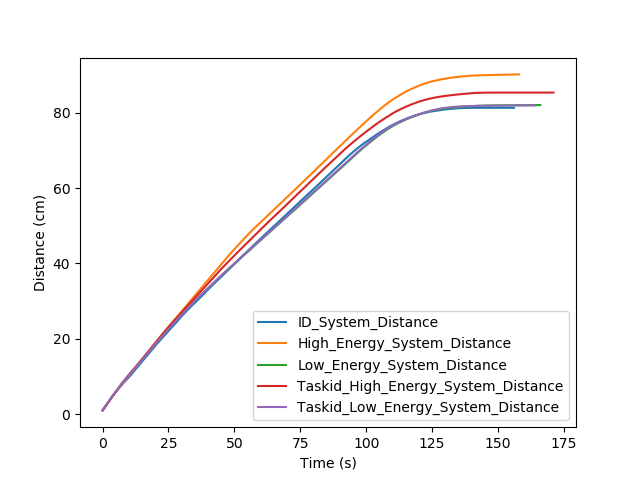 80
60
40
20
0
Distance (cm)
ID_System_Distance
High_Energy_System_Distance
Low_Energy_System_Distance
Taskid_High_Energy_System_Distance
Taskid_Low_Energy_System_Distance
0 25 50 75 100 125 150 175
Time (s)